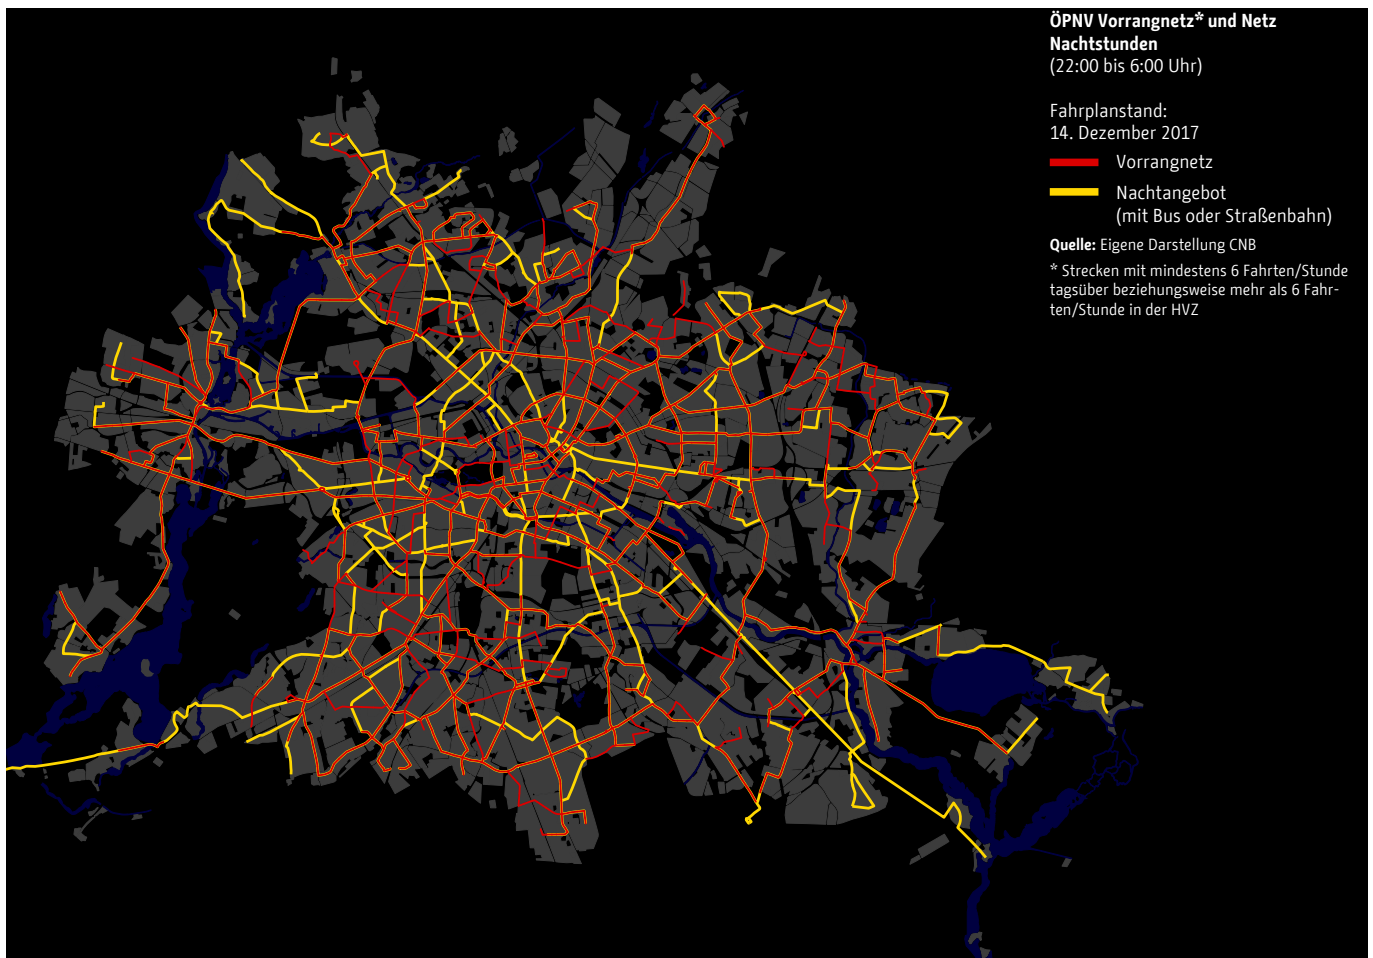 ÖPNV Vorrangnetz* und Netz
Nachtstunden
(22:00 bis 6:00 Uhr)
Fahrplanstand:
14. Dezember 2017
Vorrangnetz
Nachtangebot
(mit Bus oder Straßenbahn)
Quelle: Eigene Darstellung CNB
* Strecken mit mindestens 6 Fahrten/Stunde
tagsüber beziehungsweise mehr als 6 Fahr-
ten/Stunde in der HVZ